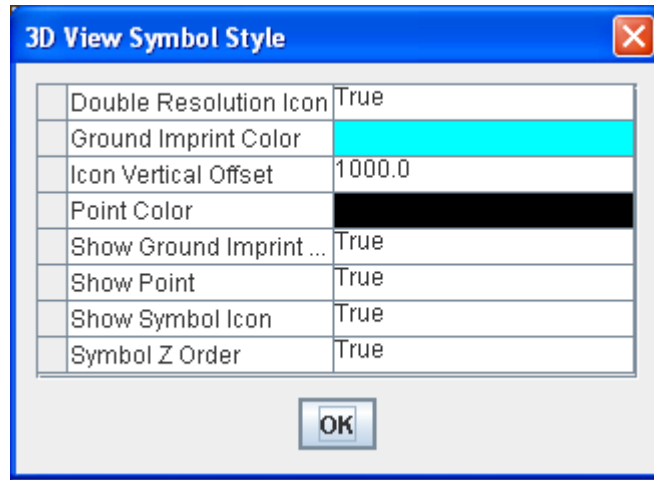 3D View Symbol Style
Double Resolution Icon True
Ground Imprint Color
Icon Vertical Offset 1000.0
Point Color
Show Ground Imprint ... True
Show Point True
Show Symbol Icon True
Symbol Z Order True
OK